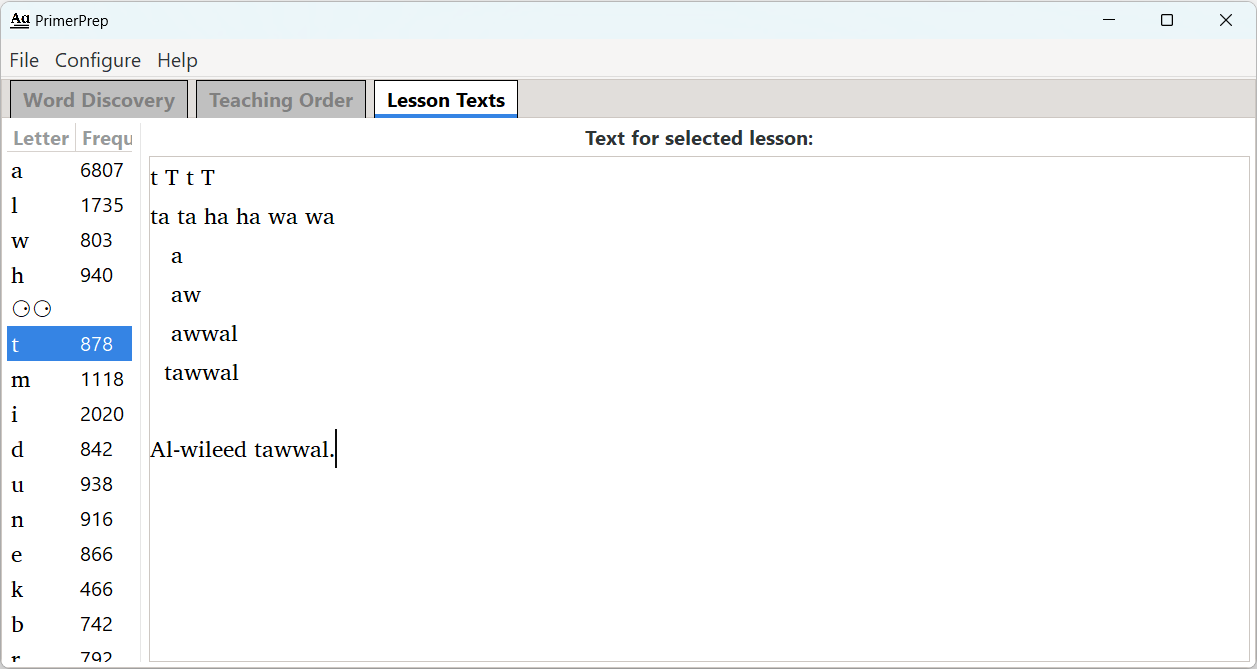 PrimerPrep
File Configure Help
Word Discovery Teaching Order Lesson Texts
Letter Frequ
Text for selected lesson:
a 6807
l 1735
w 803
h 940
⚆⚆
t 878
m 1118
i 2020
d 842
u 938
n 916
e 866
k 466
b 742
r 792
t T t T
ta ta ha ha wa wa
a
aw
awwal
tawwal
Al-wileed tawwal.